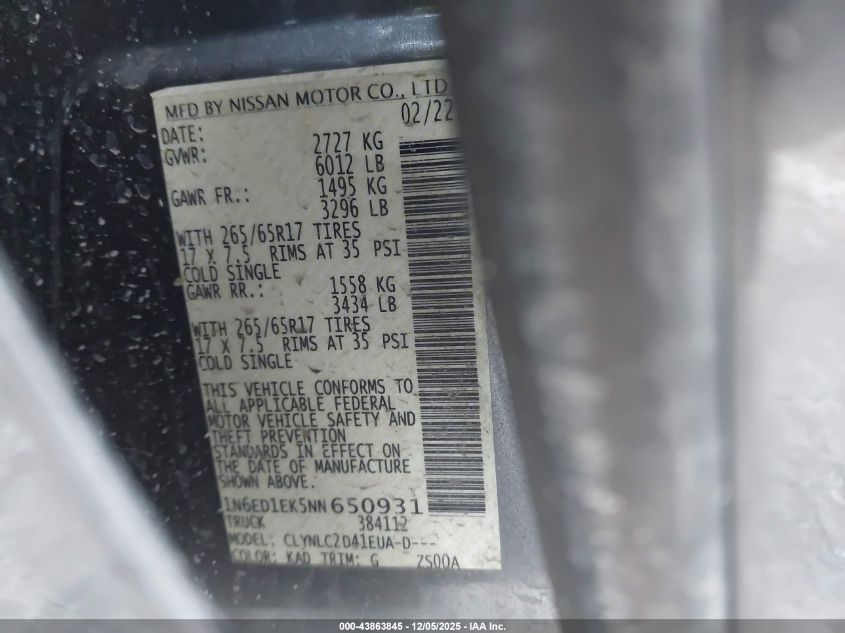 MFD BY NISSAN MOTOR CO., LTD
DATE: 02/22
GVWR: 2727 KG
6012 LB
GAWR FR.: 1495 KG
3296 LB
WITH 265/65R17 TIRES
17 X 7.5 RIMS AT 35 PSI
COLD SINGLE
GAWR RR.: 1558 KG
3434 LB
WITH 265/65R17 TIRES
17 X 7.5 RIMS AT 35 PSI
COLD SINGLE
THIS VEHICLE CONFORMS TO
ALL APPLICABLE FEDERAL
MOTOR VEHICLE SAFETY AND
THEFT PREVENTION
STANDARDS IN EFFECT ON
THE DATE OF MANUFACTURE
SHOWN ABOVE.
1N6ED1EK5NN650931
TRUCK 384112
MODEL: CLYNLC2D41EUA-D---
COLOR: KAD TRIM: G ZS00A
000-43863845 - 12/05/2025 - IAA Inc.